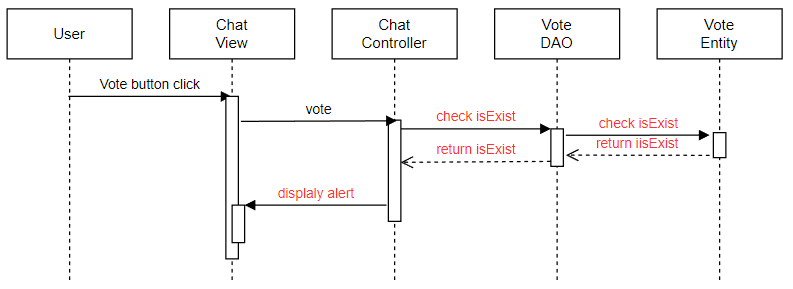 User
Chat
View
Chat
Controller
Vote
DAO
Vote
Entity
Vote button click
vote
check isExist
check isExist
return isExist
return iisExist
displaly alert